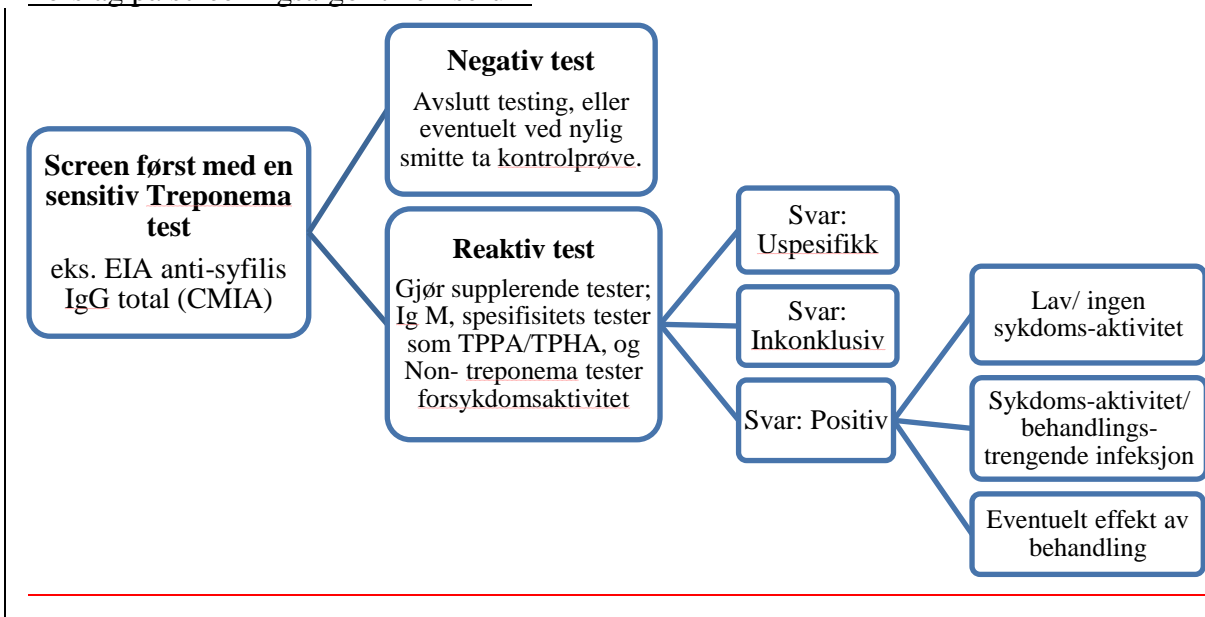 Screen først med en
sensitiv Treponema
test
eks. EIA anti-syfilis
IgG total (CMIA)
Negativ test
Avslutt testing, eller
eventuelt ved nylig
smitte ta kontrolprøve.
Reaktiv test
Gjør supplerende tester;
Ig M, spesifisitets tester
som TPPA/TPHA, og
Non- treponema tester
forsykdomsaktivitet
Svar:
Uspesifikk
Svar:
Inkonklusiv
Svar: Positiv
Lav/ ingen
sykdoms-aktivitet
Sykdoms-aktivitet/
behandlings-
trengende infeksjon
Eventuelt effekt av
behandling